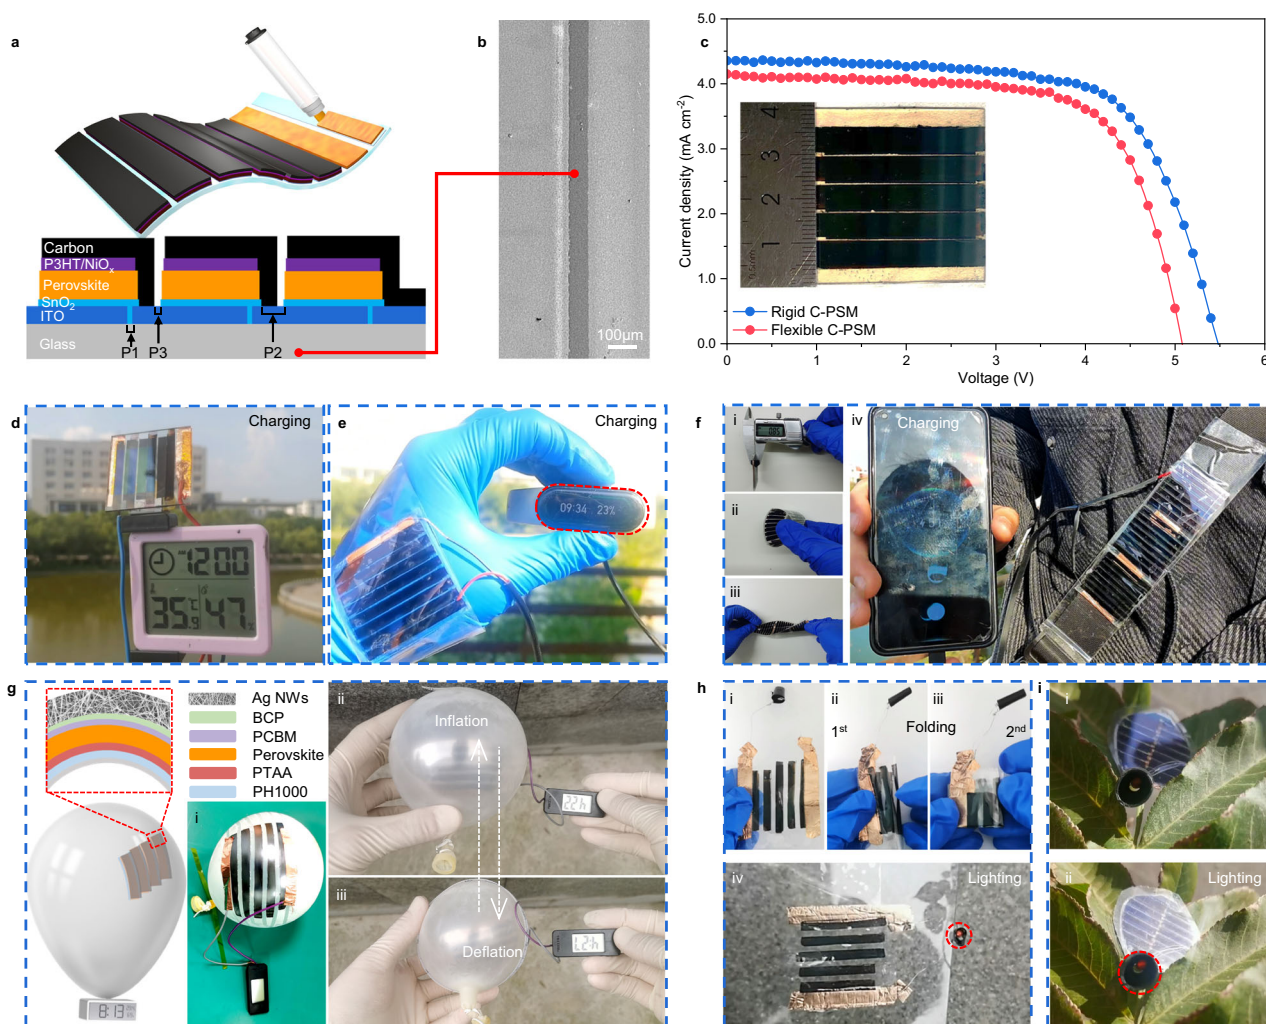 a
Carbon
P3HT/NiOx
Perovskite
SnO2
ITO
Glass
P1
P3
P2
b
100μm
c
Current density (mA cm-2)
5.0
4.0
3.0
2.0
1.0
0.0
0
1
2
3
4
5
6
Voltage (V)
4
3
2
1
Rigid C-PSM
Flexible C-PSM
d
Charging
1200
35.9
47
e
Charging
09:34 23%
f
i
ii
iii
iv
Charging
g
Ag NWs
BCP
PCBM
Perovskite
PTAA
PH1000
8:13
i
ii
Inflation
iii
Deflation
h
i
ii
1st
Folding
iii
2nd
iv
Lighting
i
i
ii
Lighting